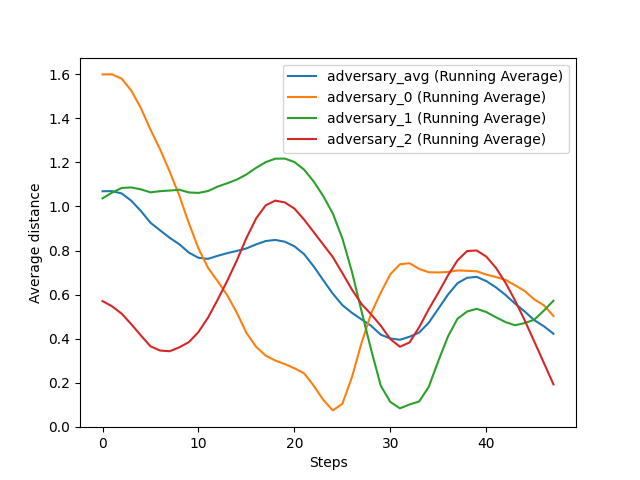 adversary_avg (Running Average)
adversary_0 (Running Average)
adversary_1 (Running Average)
adversary_2 (Running Average)
1.6
1.4
1.2
1.0
0.8
0.6
0.4
0.2
0.0
Average distance
0 10 20 30 40
Steps